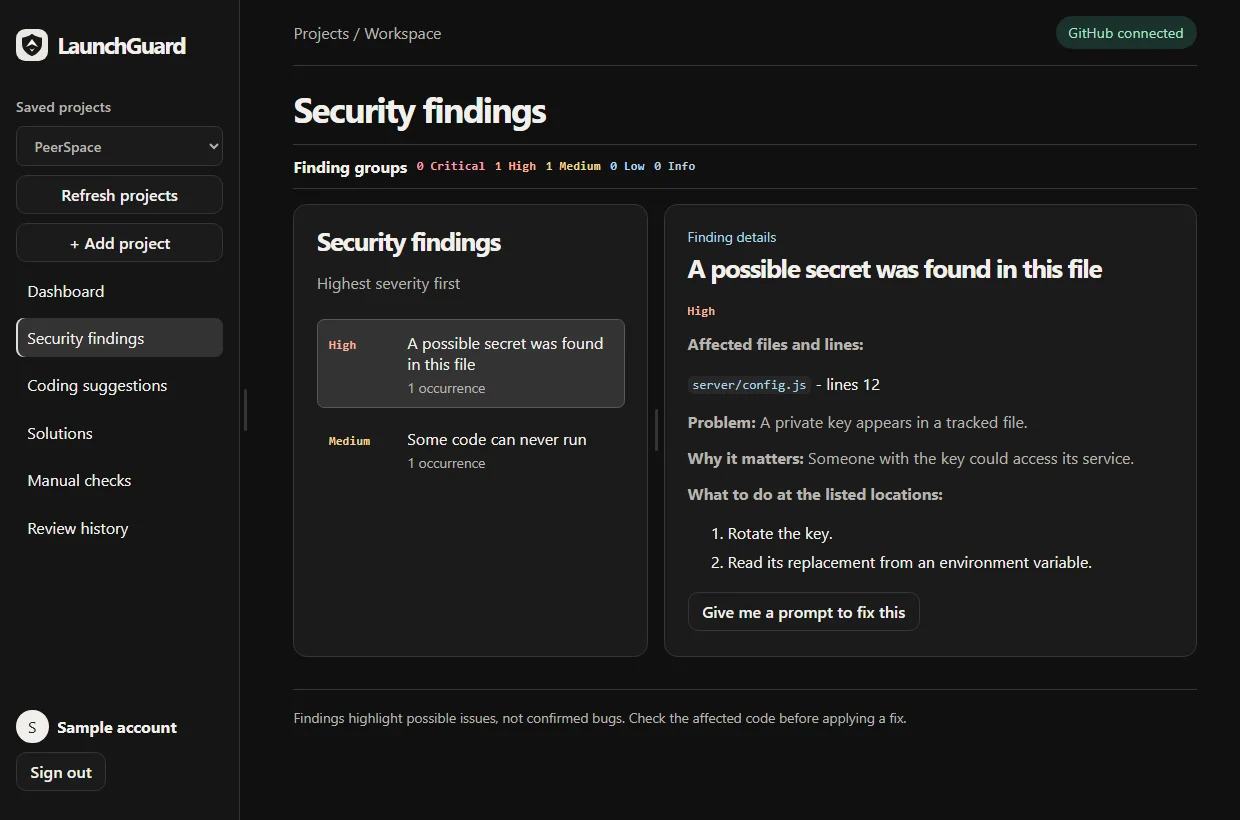 LaunchGuard
Saved projects
PeerSpace
Refresh projects
+ Add project
Dashboard
Security findings
Coding suggestions
Solutions
Manual checks
Review history
S
Sample account
Sign out
Projects / Workspace
GitHub connected
Security findings
Finding groups 0 Critical 1 High 1 Medium 0 Low 0 Info
Security findings
Highest severity first
High
A possible secret was found
in this file
1 occurrence
Medium
Some code can never run
1 occurrence
Finding details
A possible secret was found in this file
High
Affected files and lines:
server/config.js - lines 12
Problem: A private key appears in a tracked file.
Why it matters: Someone with the key could access its service.
What to do at the listed locations:
1. Rotate the key.
2. Read its replacement from an environment variable.
Give me a prompt to fix this
Findings highlight possible issues, not confirmed bugs. Check the affected code before applying a fix.